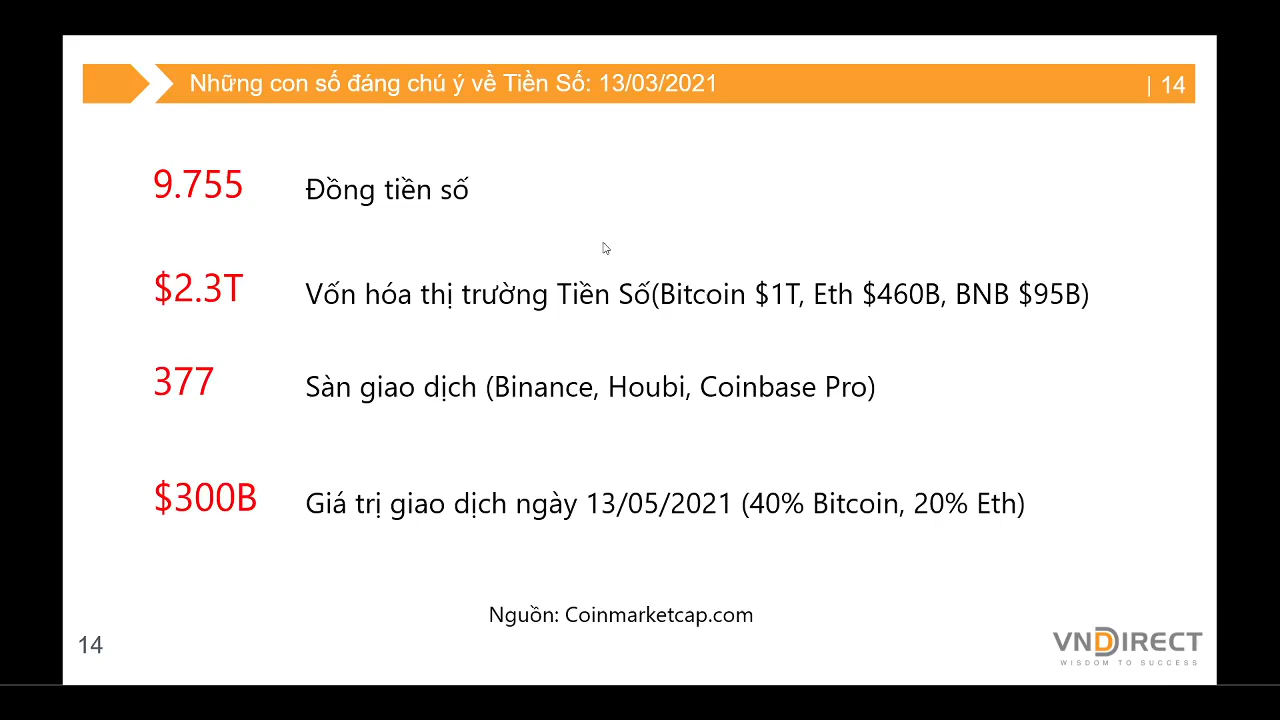 Những con số đáng chú ý về Tiền Số: 13/03/2021 | 14
9.755 Đồng tiền số
$2.3T Vốn hóa thị trường Tiền Số(Bitcoin $1T, Eth $460B, BNB $95B)
377 Sàn giao dịch (Binance, Houbi, Coinbase Pro)
$300B Giá trị giao dịch ngày 13/05/2021 (40% Bitcoin, 20% Eth)
Nguồn: Coinmarketcap.com
14
VNDIRECT
WISDOM TO SUCCESS